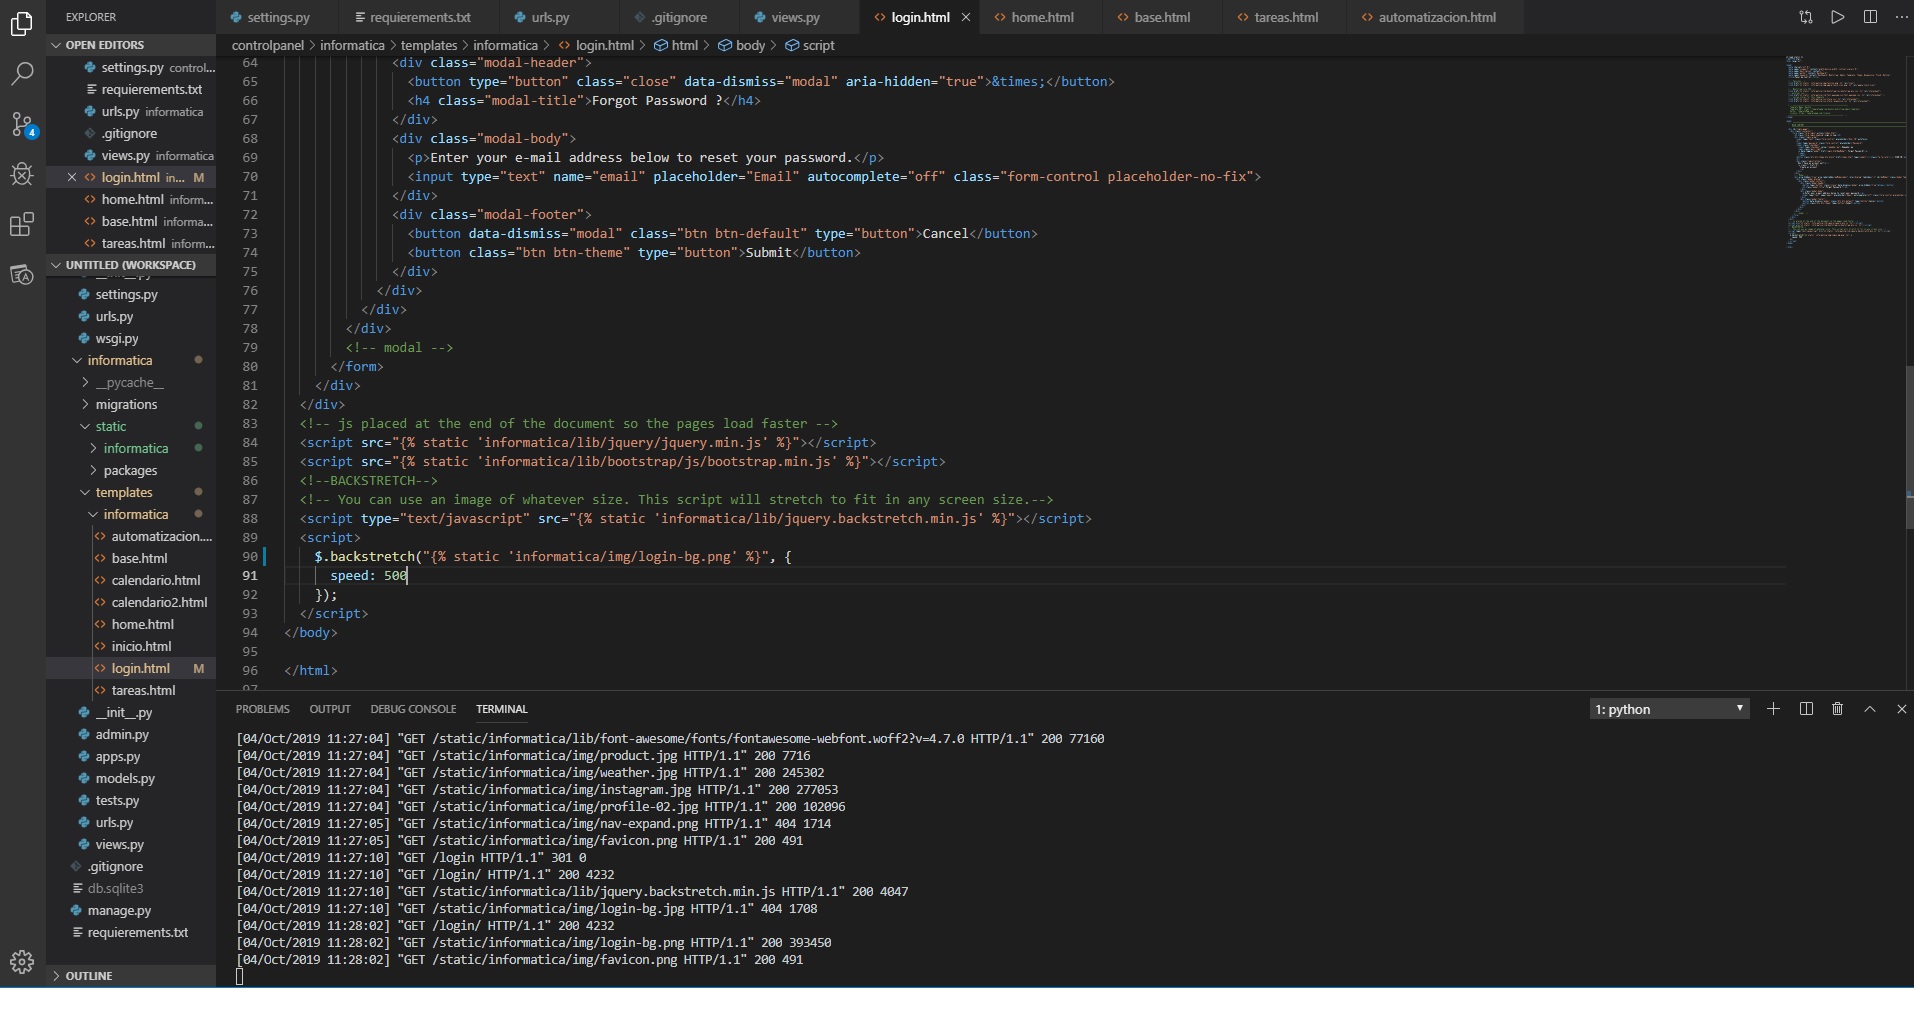 EXPLORER
OPEN EDITORS
settings.py control...
requierements.txt
urls.py informatica
.gitignore
views.py informatica
login.html in... M
home.html inform...
base.html informa...
tareas.html inform...
UNTITLED (WORKSPACE)
settings.py
urls.py
wsgi.py
informatica
__pycache__
migrations
static
informatica
packages
templates
informatica
automatizacion....
base.html
calendario.html
calendario2.html
home.html
inicio.html
login.html M
tareas.html
__init__.py
admin.py
apps.py
models.py
tests.py
urls.py
views.py
.gitignore
db.sqlite3
manage.py
requierements.txt
OUTLINE
4
settings.py requierements.txt urls.py .gitignore views.py login.html home.html base.html tareas.html automatizacion.html
controlpanel > informatica > templates > informatica > login.html > html > body > script
64 <div class="modal-header">
65 <button type="button" class="close" data-dismiss="modal" aria-hidden="true">&times;</button>
66 <h4 class="modal-title">Forgot Password ?</h4>
67 </div>
68 <div class="modal-body">
69 <p>Enter your e-mail address below to reset your password.</p>
70 <input type="text" name="email" placeholder="Email" autocomplete="off" class="form-control placeholder-no-fix">
71 </div>
72 <div class="modal-footer">
73 <button data-dismiss="modal" class="btn btn-default" type="button">Cancel</button>
74 <button class="btn btn-theme" type="button">Submit</button>
75 </div>
76 </div>
77 </div>
78 </div>
79 <!-- modal -->
80 </form>
81 </div>
82 </div>
83 <!-- js placed at the end of the document so the pages load faster -->
84 <script src="{% static 'informatica/lib/jquery/jquery.min.js' %}"></script>
85 <script src="{% static 'informatica/lib/bootstrap/js/bootstrap.min.js' %}"></script>
86 <!--BACKSTRETCH-->
87 <!-- You can use an image of whatever size. This script will stretch to fit in any screen size.-->
88 <script type="text/javascript" src="{% static 'informatica/lib/jquery.backstretch.min.js' %}"></script>
89 <script>
90 $.backstretch("{% static 'informatica/img/login-bg.png' %}", {
91 speed: 500
92 });
93 </script>
94 </body>
95
96 </html>
97
PROBLEMS OUTPUT DEBUG CONSOLE TERMINAL 1: python
[04/Oct/2019 11:27:04] "GET /static/informatica/lib/font-awesome/fonts/fontawesome-webfont.woff2?v=4.7.0 HTTP/1.1" 200 77160
[04/Oct/2019 11:27:04] "GET /static/informatica/img/product.jpg HTTP/1.1" 200 7716
[04/Oct/2019 11:27:04] "GET /static/informatica/img/weather.jpg HTTP/1.1" 200 245302
[04/Oct/2019 11:27:04] "GET /static/informatica/img/instagram.jpg HTTP/1.1" 200 277053
[04/Oct/2019 11:27:04] "GET /static/informatica/img/profile-02.jpg HTTP/1.1" 200 102096
[04/Oct/2019 11:27:05] "GET /static/informatica/img/nav-expand.png HTTP/1.1" 404 1714
[04/Oct/2019 11:27:05] "GET /static/informatica/img/favicon.png HTTP/1.1" 200 491
[04/Oct/2019 11:27:10] "GET /login HTTP/1.1" 301 0
[04/Oct/2019 11:27:10] "GET /login/ HTTP/1.1" 200 4232
[04/Oct/2019 11:27:10] "GET /static/informatica/lib/jquery.backstretch.min.js HTTP/1.1" 200 4047
[04/Oct/2019 11:27:10] "GET /static/informatica/img/login-bg.jpg HTTP/1.1" 404 1708
[04/Oct/2019 11:28:02] "GET /login/ HTTP/1.1" 200 4232
[04/Oct/2019 11:28:02] "GET /static/informatica/img/login-bg.png HTTP/1.1" 200 393450
[04/Oct/2019 11:28:02] "GET /static/informatica/img/favicon.png HTTP/1.1" 200 491